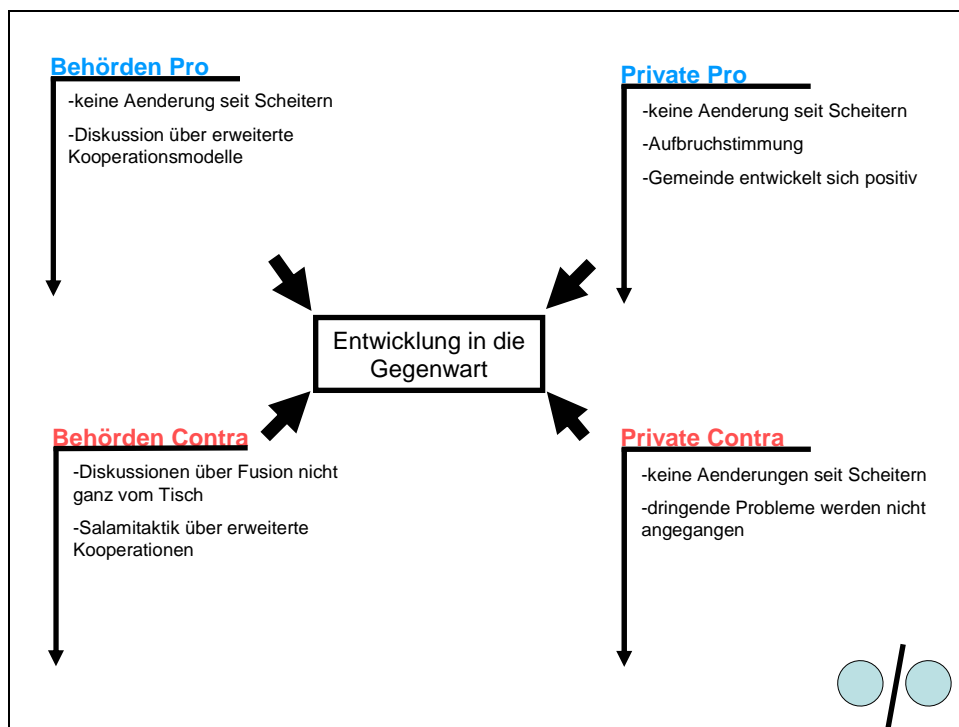 Behörden Pro
-keine Aenderung seit Scheitern
-Diskussion über erweiterte
Kooperationsmodelle
Private Pro
-keine Aenderung seit Scheitern
-Aufbruchstimmung
-Gemeinde entwickelt sich positiv
Entwicklung in die
Gegenwart
Behörden Contra
-Diskussionen über Fusion nicht
ganz vom Tisch
-Salamitaktik über erweiterte
Kooperationen
Private Contra
-keine Aenderungen seit Scheitern
-dringende Probleme werden nicht
angegangen